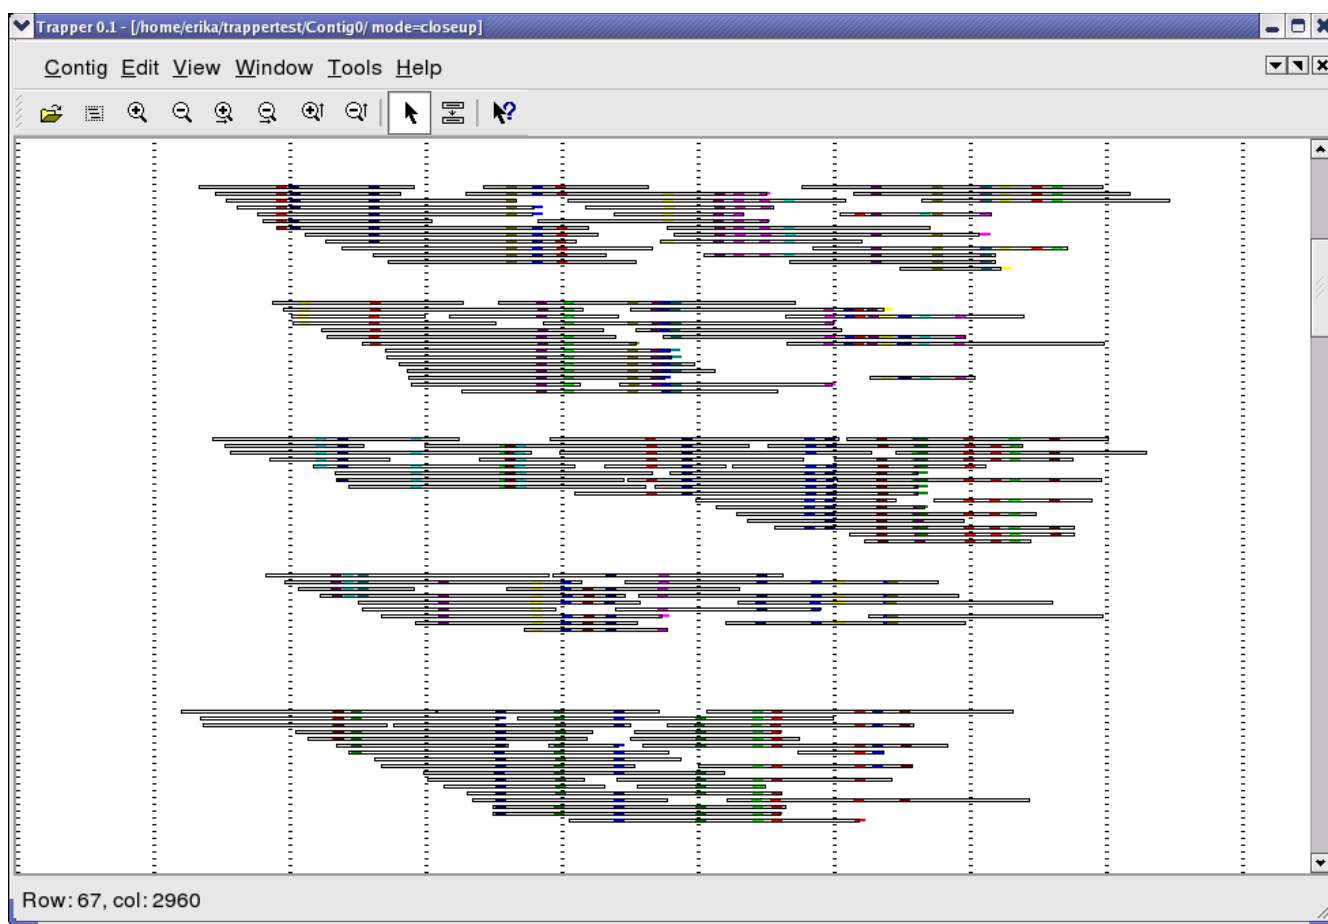 Trapper 0.1 - [/home/erika/trappertest/Contig0/ mode=closeup]
Contig Edit View Window Tools Help
Row: 67, col: 2960